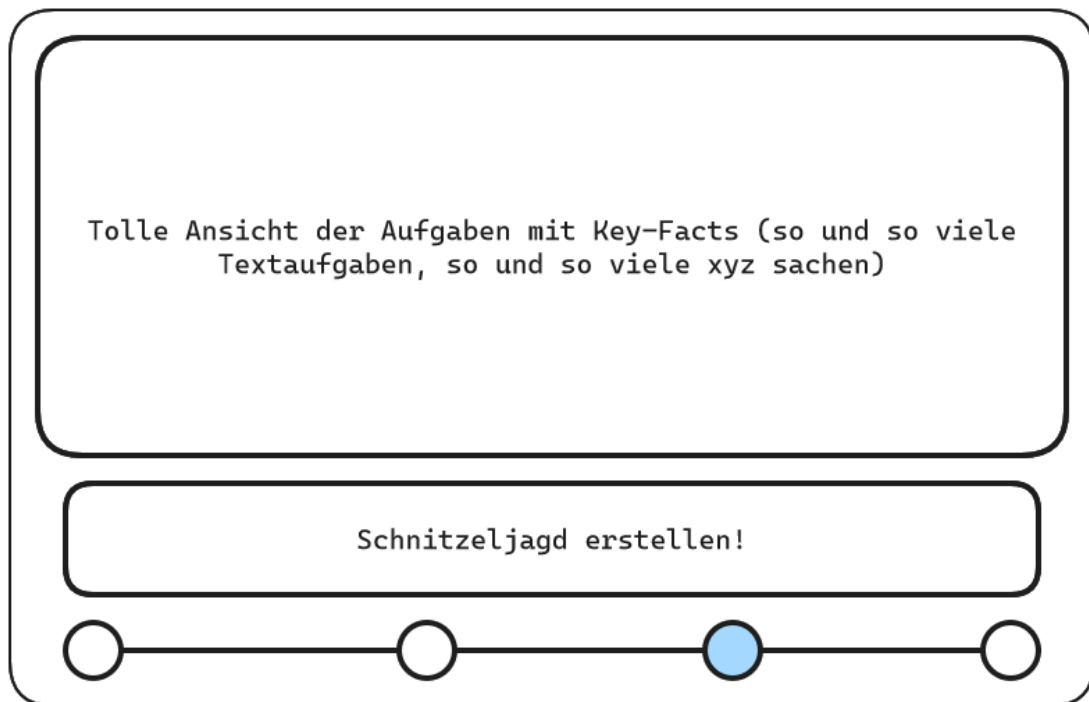 Tolle Ansicht der Aufgaben mit Key-Facts (so und so viele
Textaufgaben, so und so viele xyz sachen)
Schnitzeljagd erstellen!